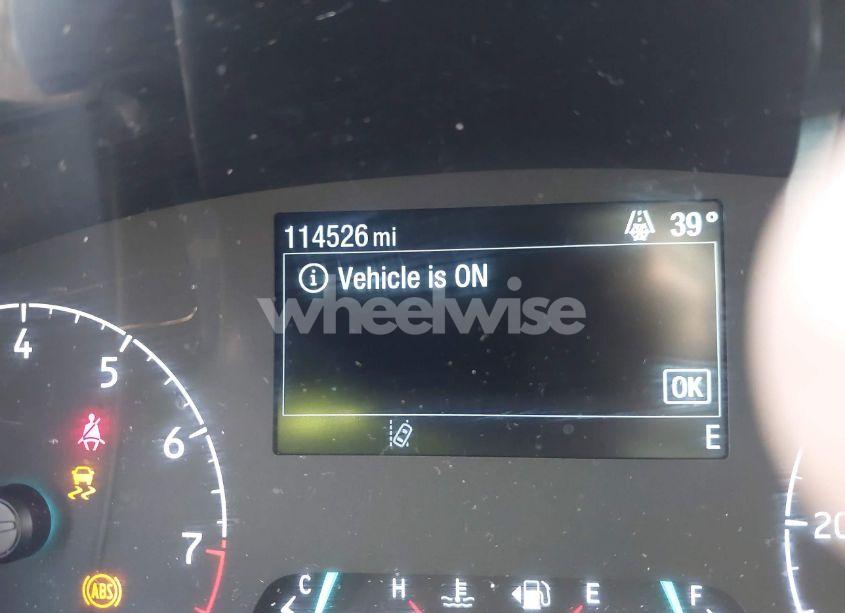 114526 mi 39°
Vehicle is ON
wheelwise
OK
E
4
5
6
7
20
ABS
C H E F